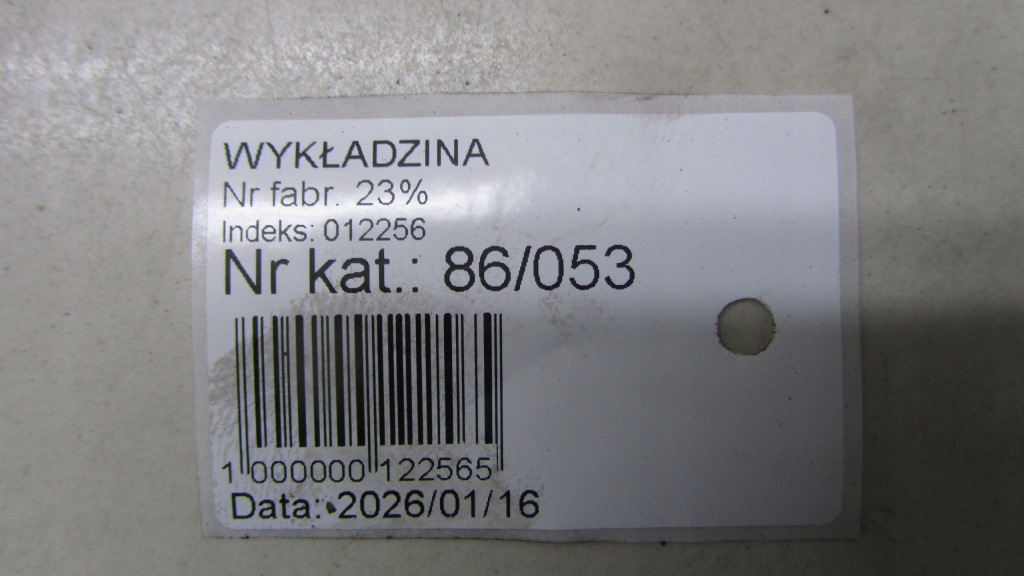 WYKŁADZINA
Nr fabr. 23%
Indeks: 012256
Nr kat.: 86/053
1 000000 122565
Data: 2026/01/16